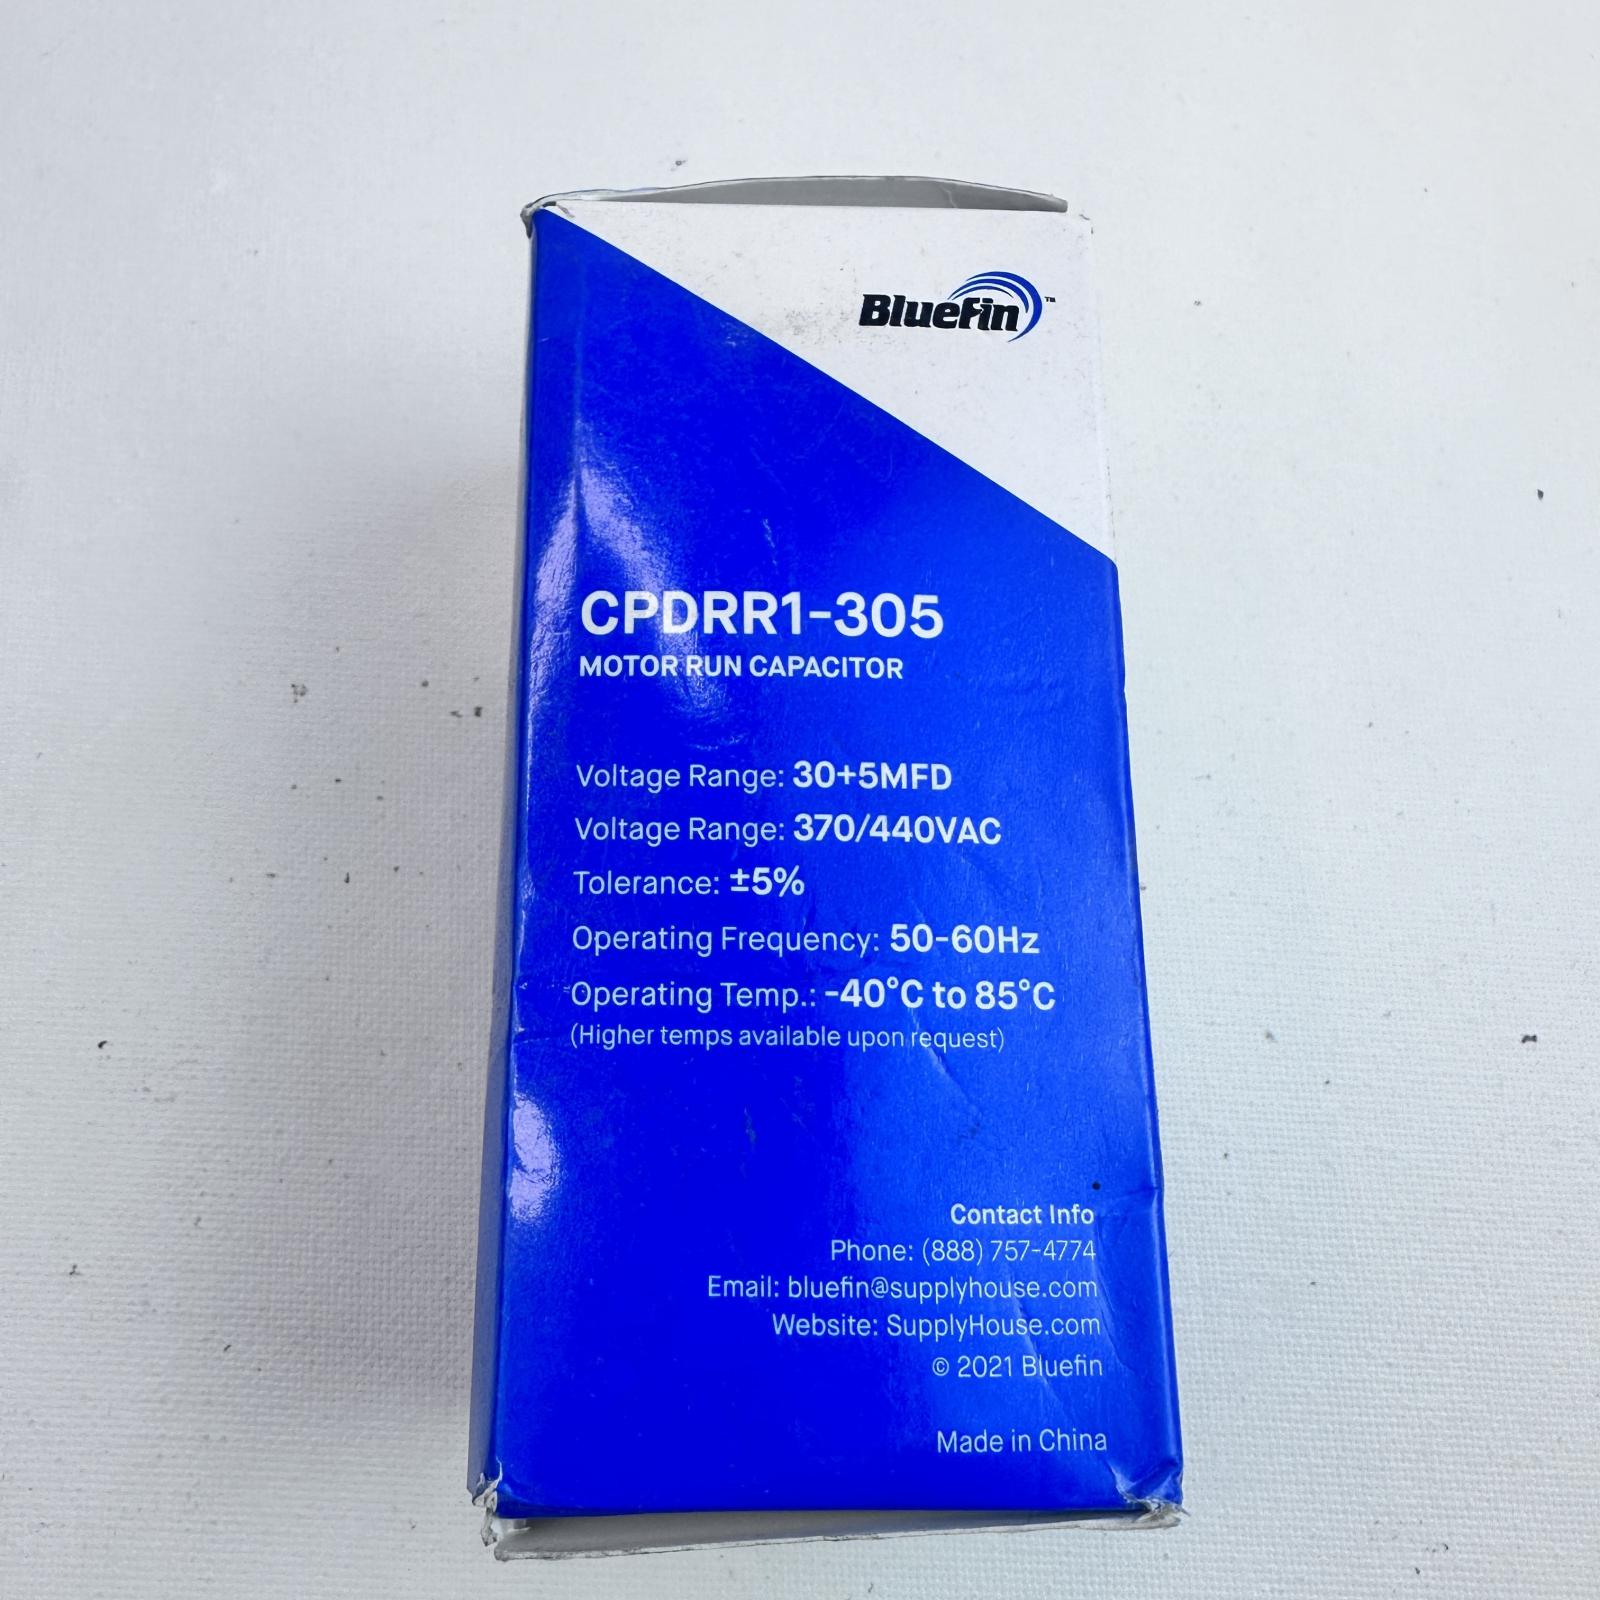 Bluefin™
CPDRR1-305
MOTOR RUN CAPACITOR
Voltage Range: 30+5MFD
Voltage Range: 370/440VAC
Tolerance: ±5%
Operating Frequency: 50-60Hz
Operating Temp.: -40°C to 85°C
(Higher temps available upon request)
Contact Info
Phone: (888) 757-4774
Email: bluefin@supplyhouse.com
Website: SupplyHouse.com
© 2021 Bluefin
Made in China